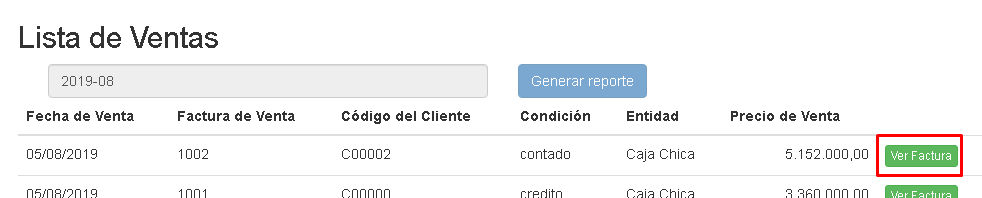 Lista de Ventas
2019-08 Generar reporte
Fecha de Venta Factura de Venta Código del Cliente Condición Entidad Precio de Venta
05/08/2019 1002 C00002 contado Caja Chica 5.152.000,00 Ver Factura
05/08/2019 1001 C00000 credito Caja Chica 3.360.000,00 Ver Factura